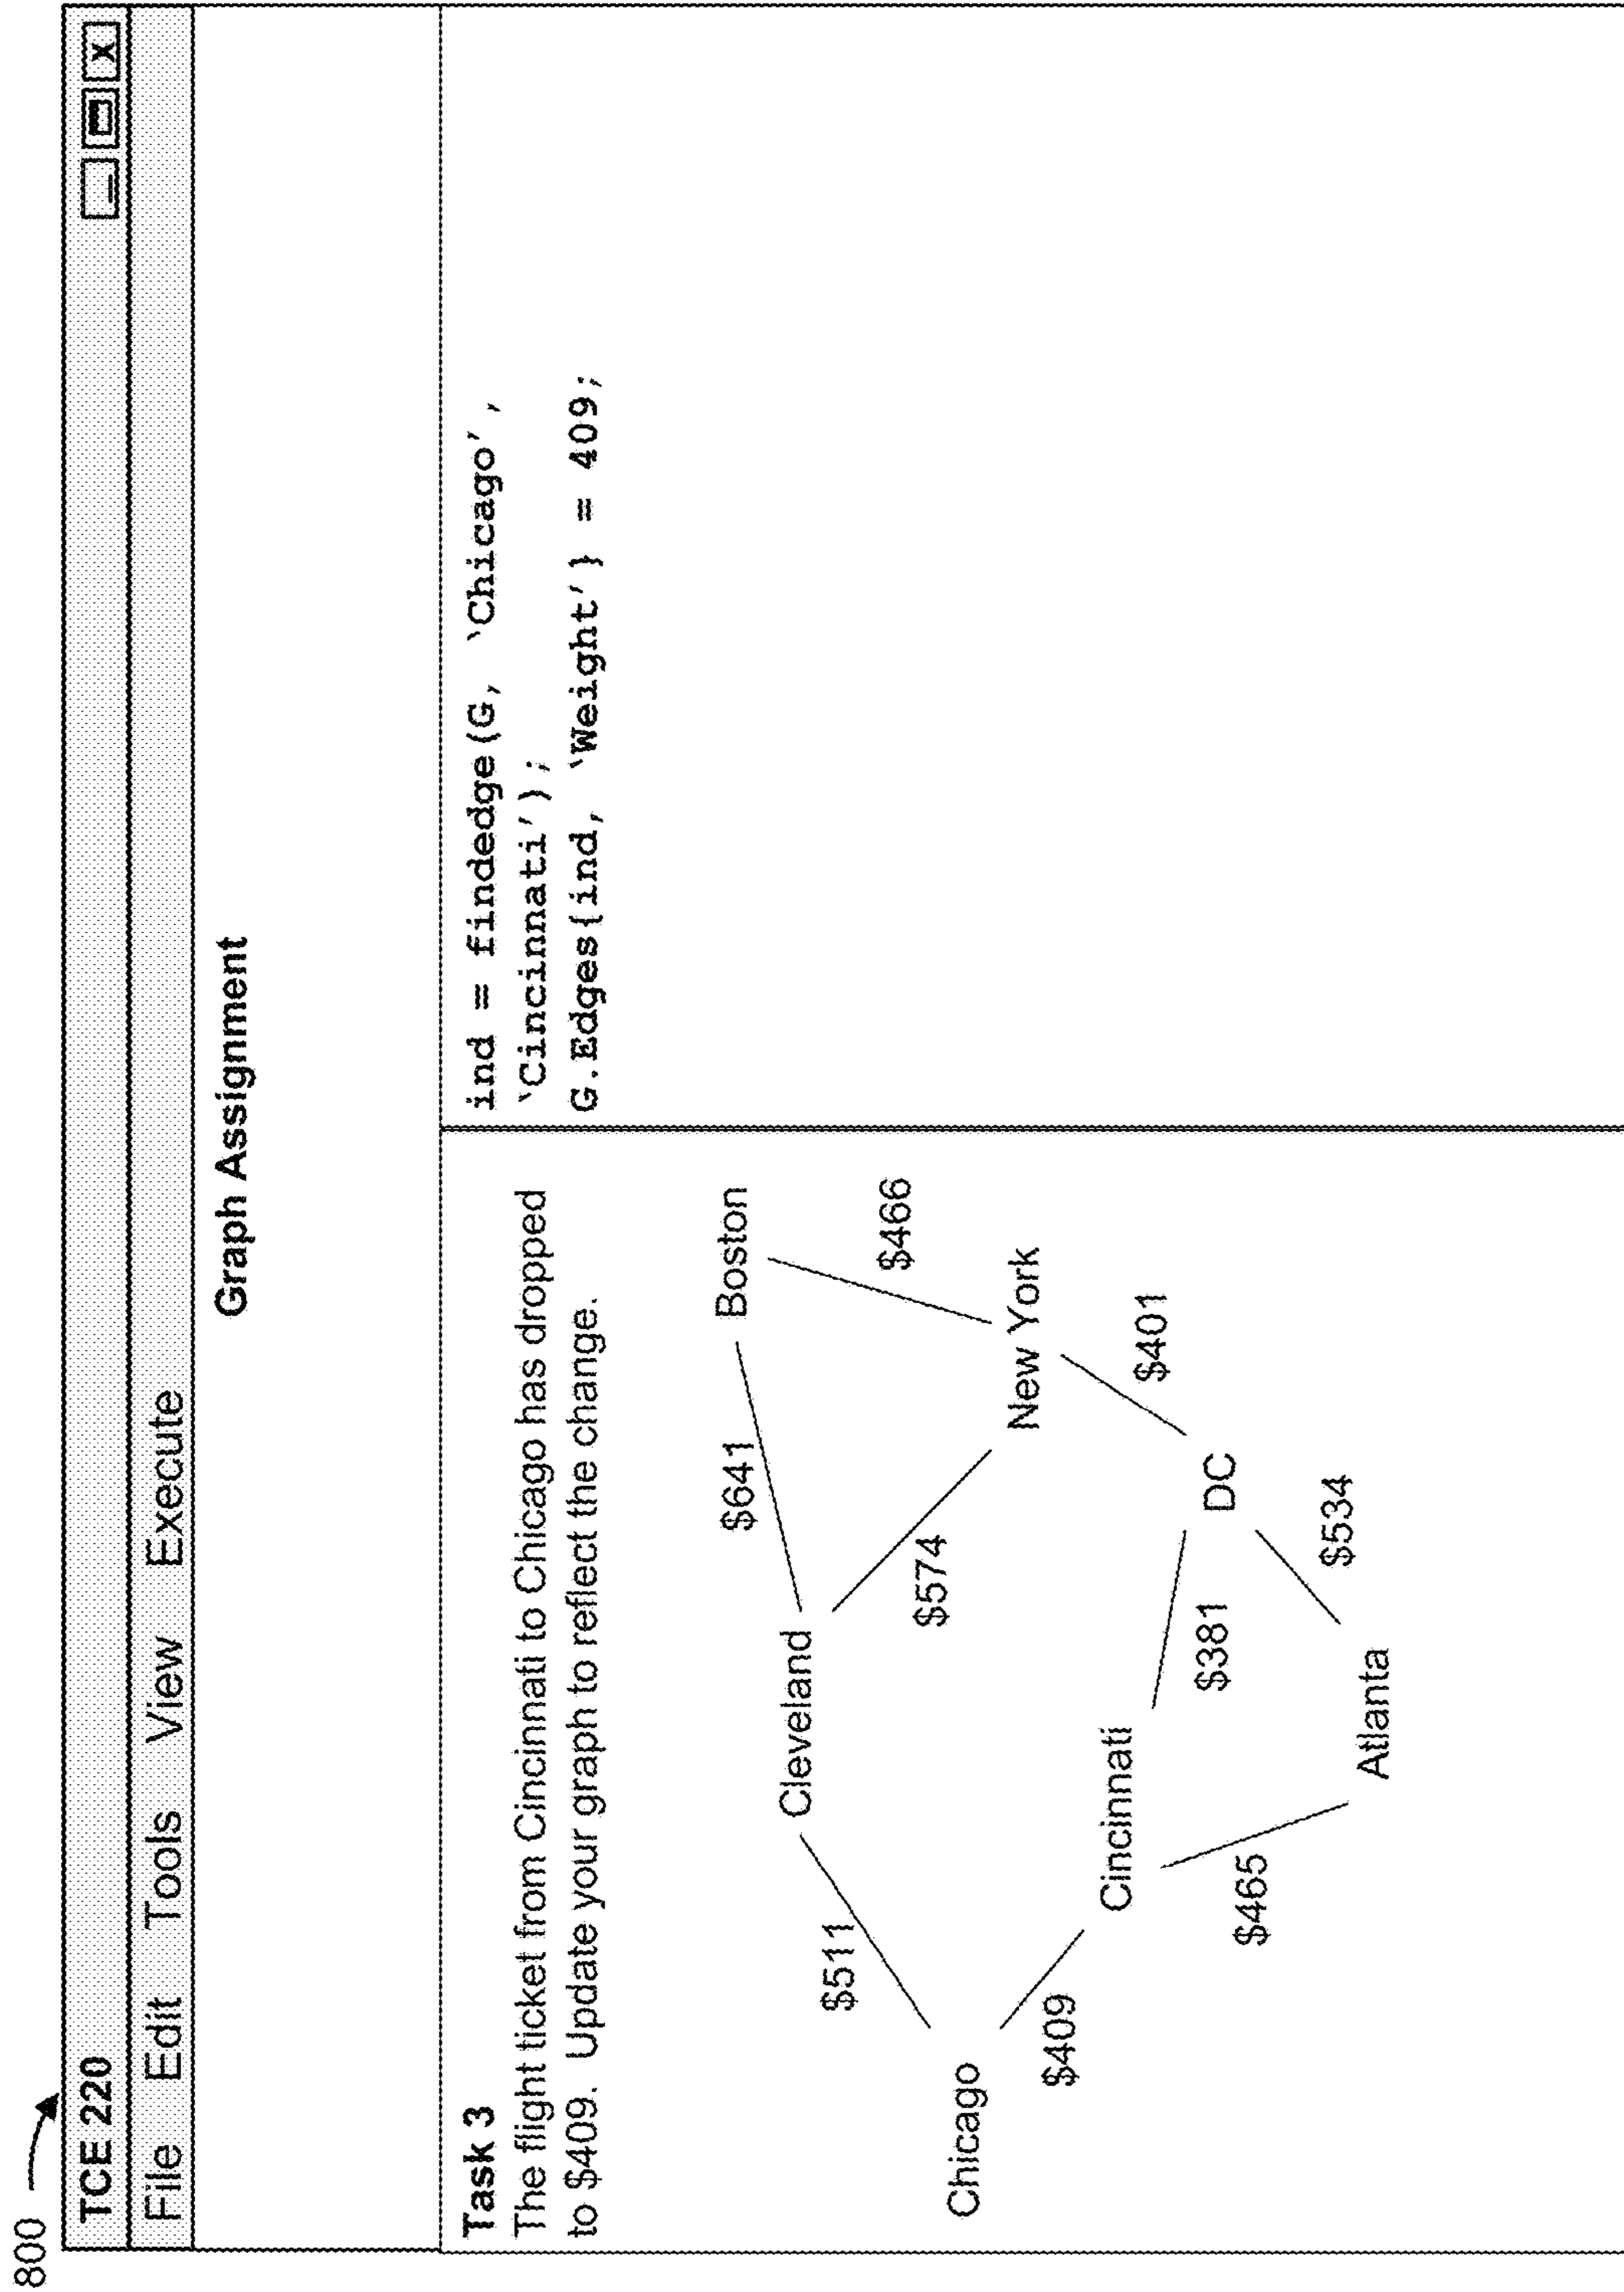 800
TCE 220
_ X
File Edit Tools View Execute
Graph Assignment
Task 3
The flight ticket from Cincinnati to Chicago has dropped
to $409. Update your graph to reflect the change.
Boston
$641
$466
Cleveland
$511
$574
Chicago
New York
$409
Cincinnati
$401
$381
DC
$465
$534
Atlanta
ind = findedge(G, ‵Chicago′,
‵Cincinnati′);
G.Edges{ind, ‵Weight′} = 409;